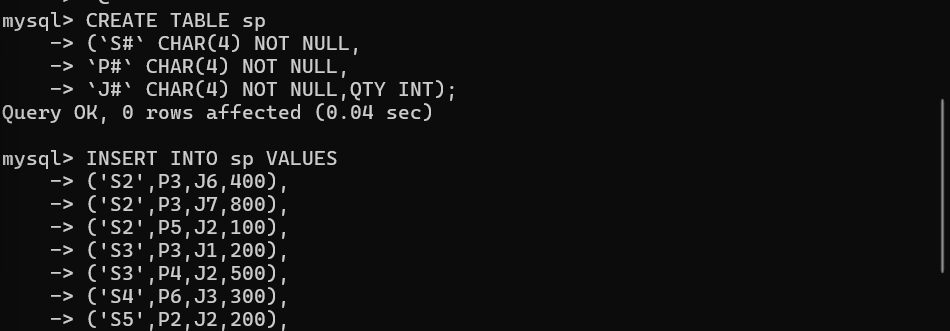 mysql> CREATE TABLE sp
-> (`S#` CHAR(4) NOT NULL,
-> `P#` CHAR(4) NOT NULL,
-> `J#` CHAR(4) NOT NULL,QTY INT);
Query OK, 0 rows affected (0.04 sec)
mysql> INSERT INTO sp VALUES
-> ('S2',P3,J6,400),
-> ('S2',P3,J7,800),
-> ('S2',P5,J2,100),
-> ('S3',P3,J1,200),
-> ('S3',P4,J2,500),
-> ('S4',P6,J3,300),
-> ('S5',P2,J2,200),